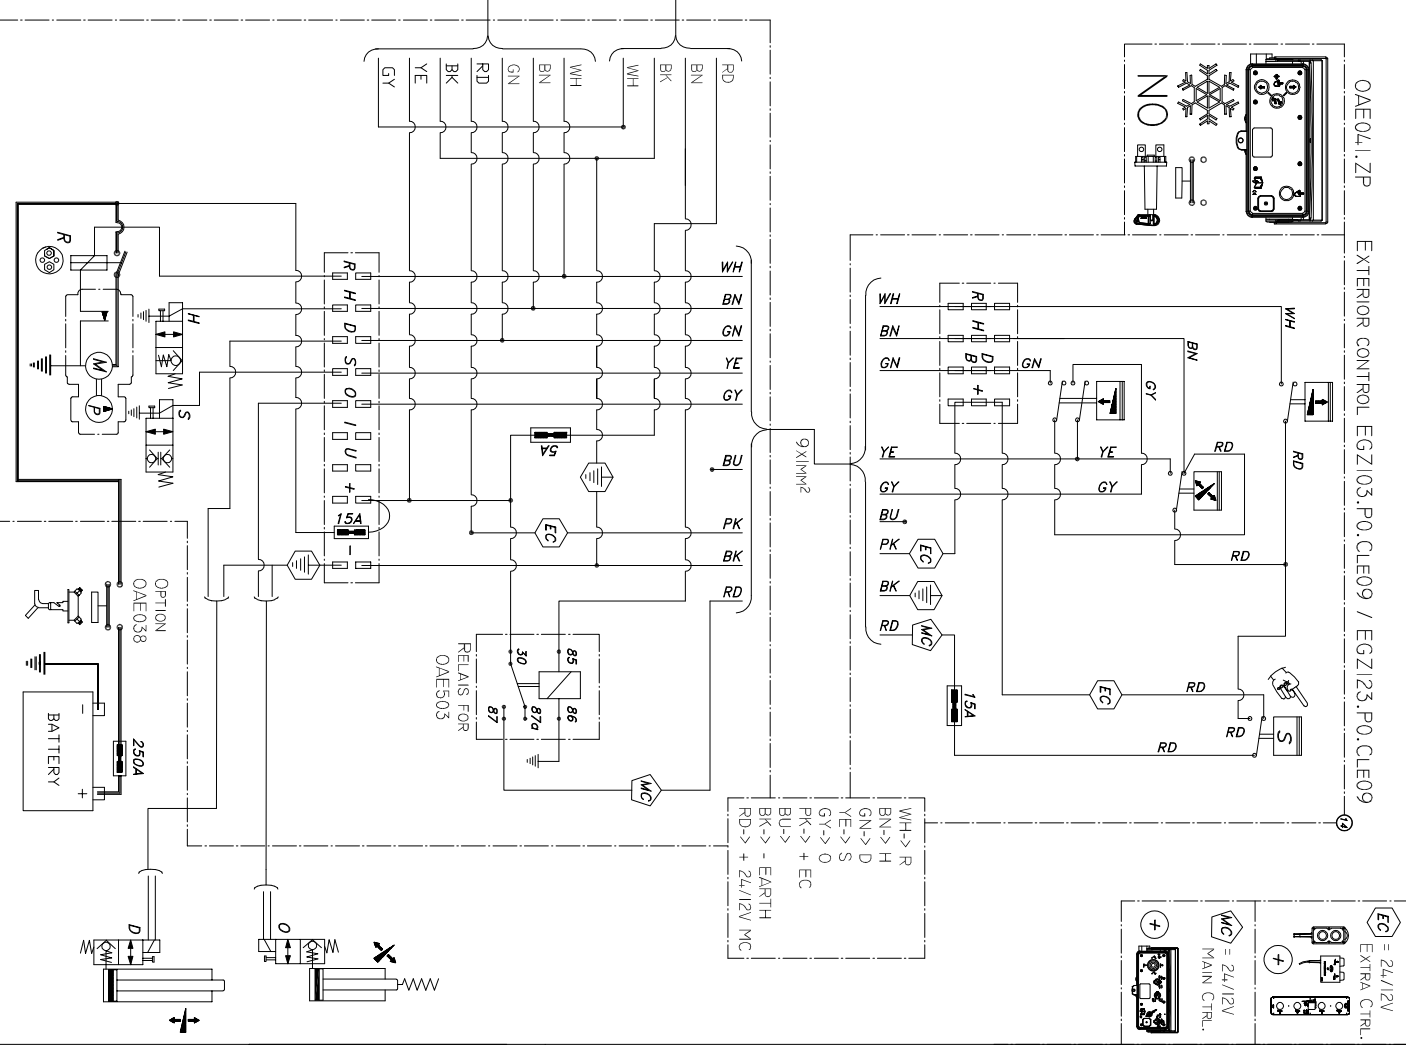 OAE041.ZP
EXTERIOR CONTROL EGZ103.P0.CLE09 / EGZ123.P0.CLE09
14
NO
GY
YE
BK
RD
GN
BN
WH
WH
BK
BN
RD
WH
BN
GN
YE
GY
BU
PK
BK
RD
9X1MM2
R
H
D
S
O
I
U
+
-
15A
5A
EC
R
H
S
M
P
OPTION
OAE038
BATTERY
-
+
250A
RELAIS FOR
OAE503
30
85
87
87a
86
MC
WH
BN
GN
YE
GY
BU
PK
EC
BK
RD
MC
R
H
D
B
+
GN
YE
GY
GY
WH
BN
RD
RD
RD
EC
RD
RD
RD
15A
S
WH-> R
BN-> H
GN-> D
YE-> S
GY-> O
PK-> + EC
BU->
BK-> - EARTH
RD-> + 24/12V MC
D
O
EC = 24/12V
EXTRA CTRL.
+
MC = 24/12V
MAIN CTRL.
+